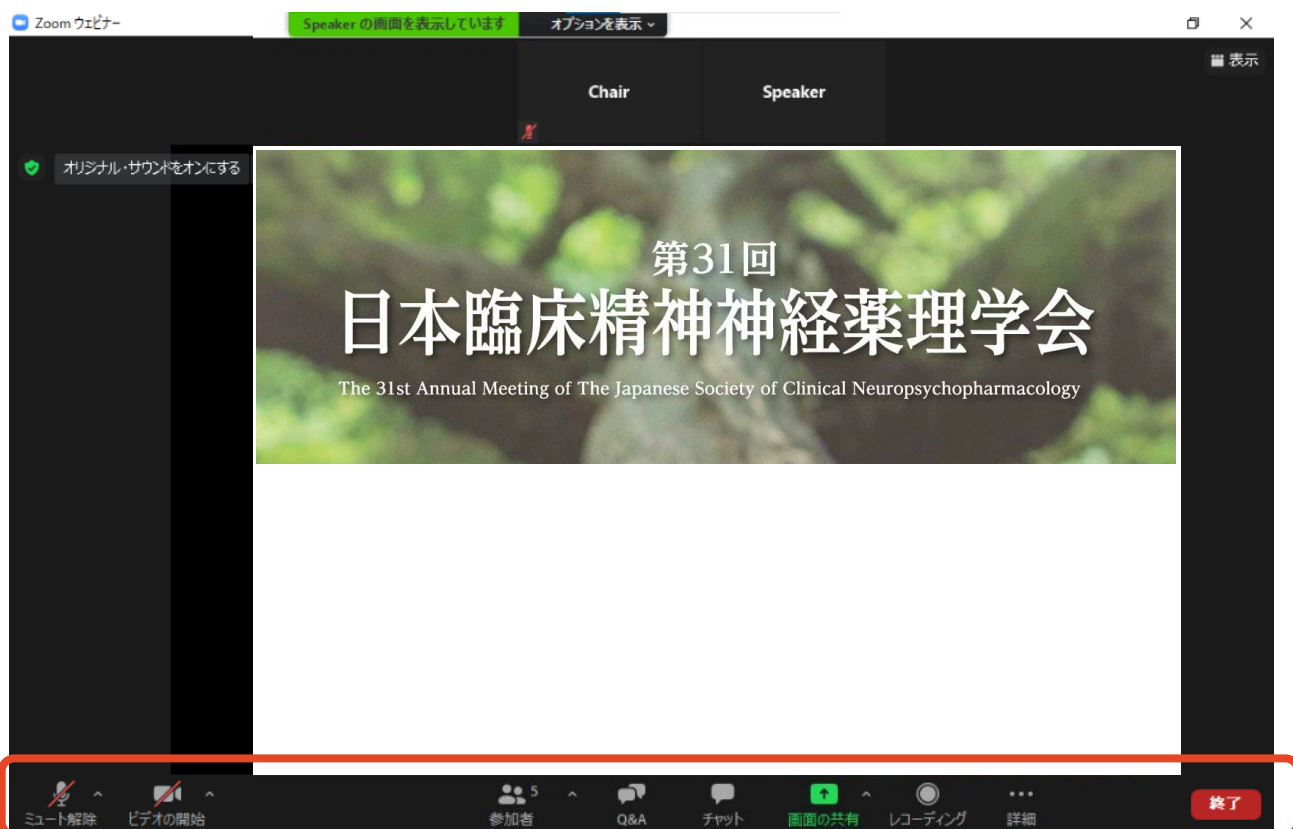 Zoom ウェビナー
Speaker の画面を表示しています
オプションを表示
表示
Chair
Speaker
オリジナル・サウンドをオンにする
第31回
日本臨床精神神経薬理学会
The 31st Annual Meeting of The Japanese Society of Clinical Neuropsychopharmacology
5
ミュート解除
ビデオの開始
参加者
Q&A
チャット
画面の共有
レコーディング
詳細
終了